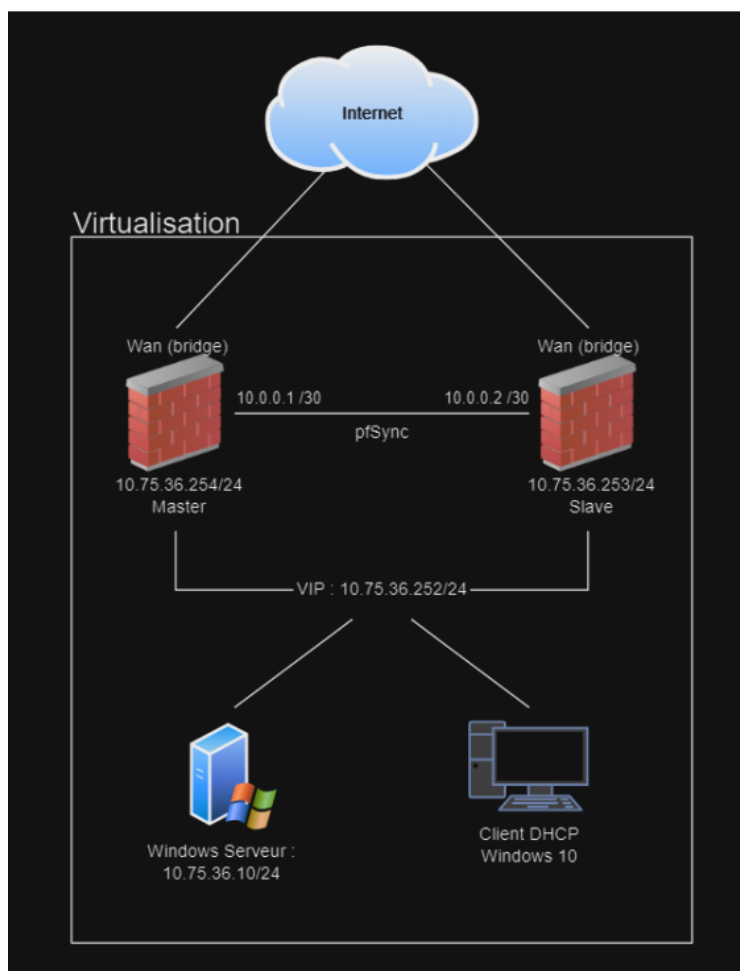 Internet
Virtualisation
Wan (bridge)
Wan (bridge)
10.0.0.1 /30
10.0.0.2 /30
pfSync
10.75.36.254/24
Master
10.75.36.253/24
Slave
VIP : 10.75.36.252/24
Windows Serveur :
10.75.36.10/24
Client DHCP
Windows 10